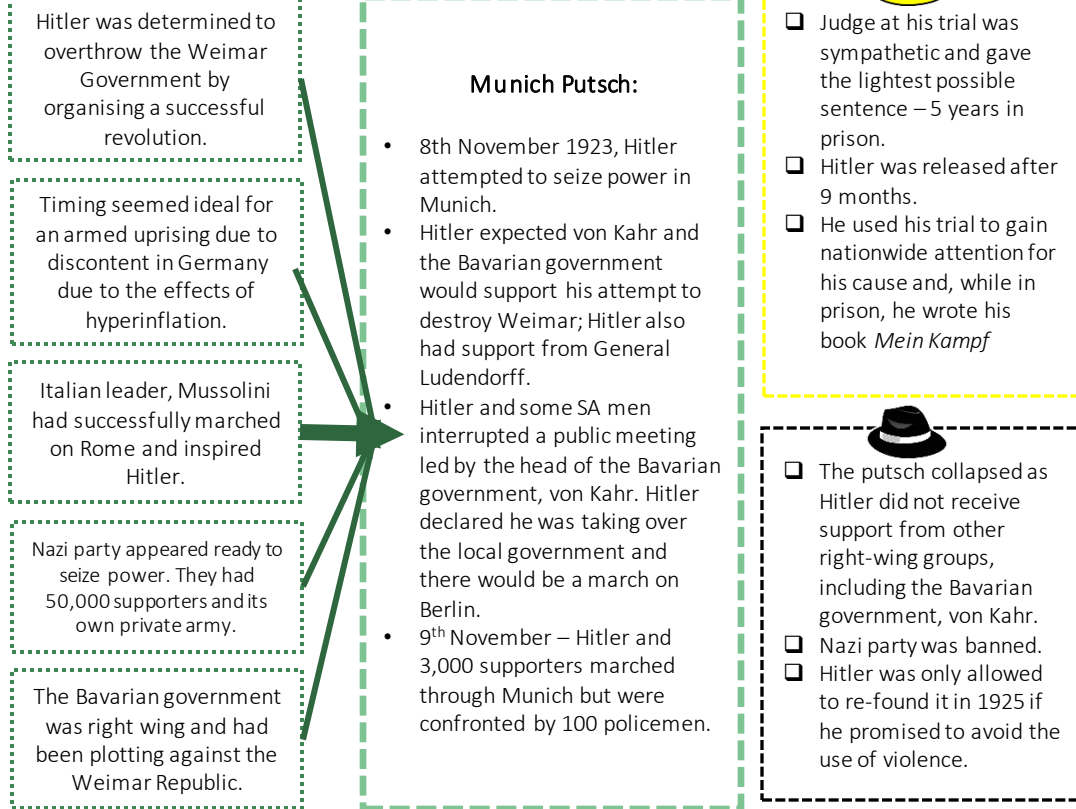 Hitler was determined to
overthrow the Weimar
Government by
organising a successful
revolution.
Timing seemed ideal for
an armed uprising due to
discontent in Germany
due to the effects of
hyperinflation.
Italian leader, Mussolini
had successfully marched
on Rome and inspired
Hitler.
Nazi party appeared ready to
seize power. They had
50,000 supporters and its
own private army.
The Bavarian government
was right wing and had
been plotting against the
Weimar Republic.
Munich Putsch:
• 8th November 1923, Hitler
attempted to seize power in
Munich.
• Hitler expected von Kahr and
the Bavarian government
would support his attempt to
destroy Weimar; Hitler also
had support from General
Ludendorff.
• Hitler and some SA men
interrupted a public meeting
led by the head of the Bavarian
government, von Kahr. Hitler
declared he was taking over
the local government and
there would be a march on
Berlin.
• 9th November – Hitler and
3,000 supporters marched
through Munich but were
confronted by 100 policemen.
❑ Judge at his trial was
sympathetic and gave
the lightest possible
sentence – 5 years in
prison.
❑ Hitler was released after
9 months.
❑ He used his trial to gain
nationwide attention for
his cause and, while in
prison, he wrote his
book Mein Kampf
❑ The putsch collapsed as
Hitler did not receive
support from other
right-wing groups,
including the Bavarian
government, von Kahr.
❑ Nazi party was banned.
❑ Hitler was only allowed
to re-found it in 1925 if
he promised to avoid the
use of violence.